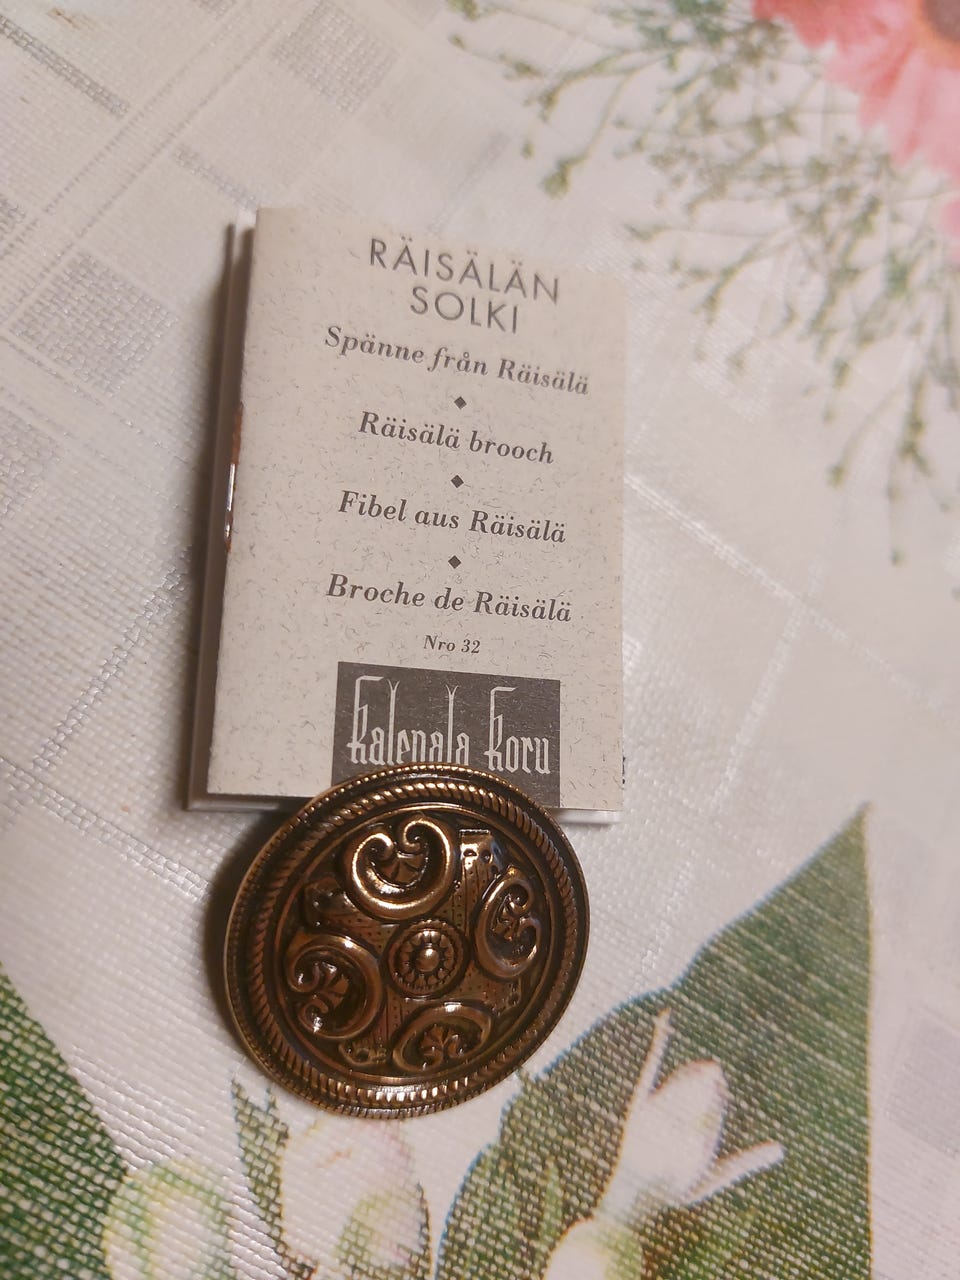 RÄISÄLÄN
SOLKI
Spänne från Räisälä
Räisälä brooch
Fibel aus Räisälä
Broche de Räisälä
Nro 32
Kalevala Koru